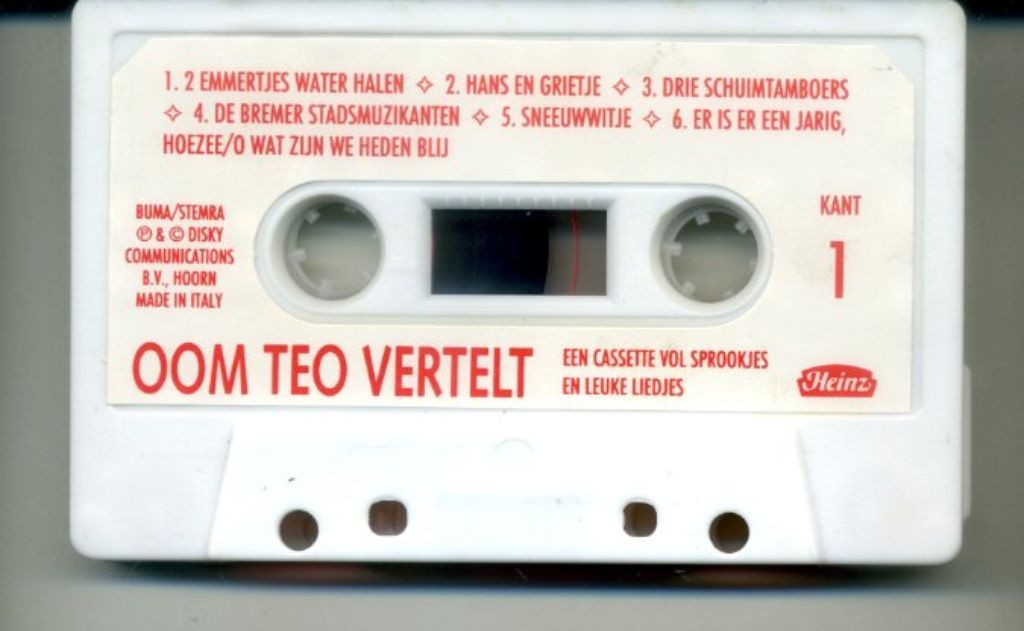 1. 2 EMMERTJES WATER HALEN ✧ 2. HANS EN GRIETJE ✧ 3. DRIE SCHUIMTAMBOERS
✧ 4. DE BREMER STADSMUZIKANTEN ✧ 5. SNEEUWWITJE ✧ 6. ER IS ER EEN JARIG,
HOEZEE/O WAT ZIJN WE HEDEN BLIJ
BUMA/STEMRA
℗ & © DISKY
COMMUNICATIONS
B.V., HOORN
MADE IN ITALY
KANT
1
OOM TEO VERTELT
EEN CASSETTE VOL SPROOKJES
EN LEUKE LIEDJES
Heinz